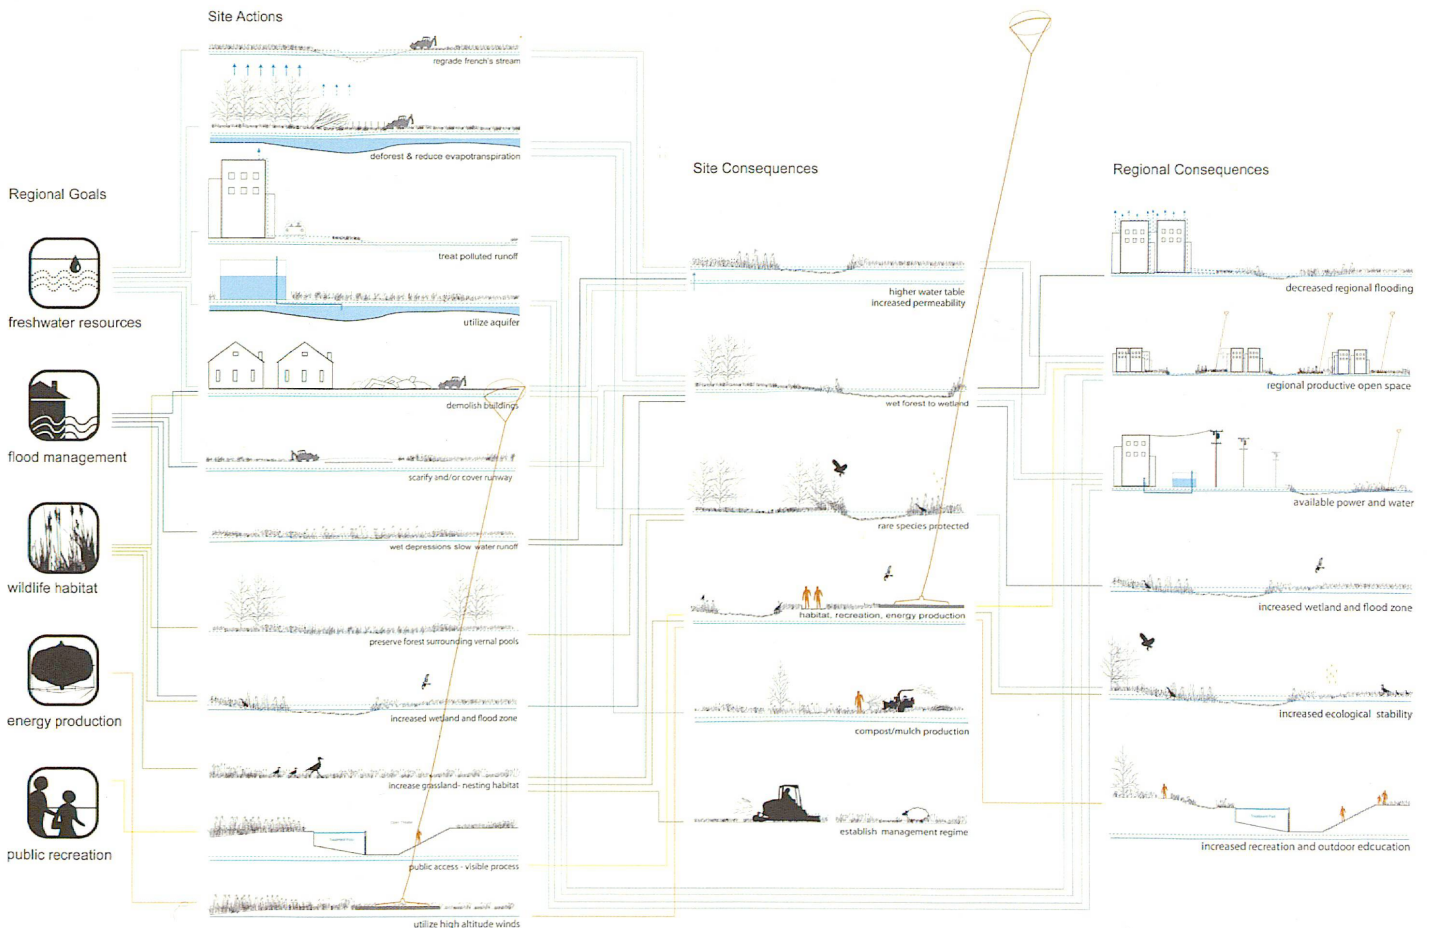 Site Actions
regrade french's stream
deforest & reduce evapotranspiration
treat polluted runoff
utilize aquifer
demolish buildings
scarify and/or cover runway
wet depressions slow water runoff
preserve forest surrounding vernal pools
increased wetland and flood zone
increase grassland- nesting habitat
public access - visible process
utilize high altitude winds
Regional Goals
freshwater resources
flood management
wildlife habitat
energy production
public recreation
Site Consequences
higher water table
increased permeability
wet forest to wetland
rare species protected
habitat, recreation, energy production
compost/mulch production
establish management regime
Regional Consequences
decreased regional flooding
regional productive open space
available power and water
increased wetland and flood zone
increased ecological stability
increased recreation and outdoor edcucation